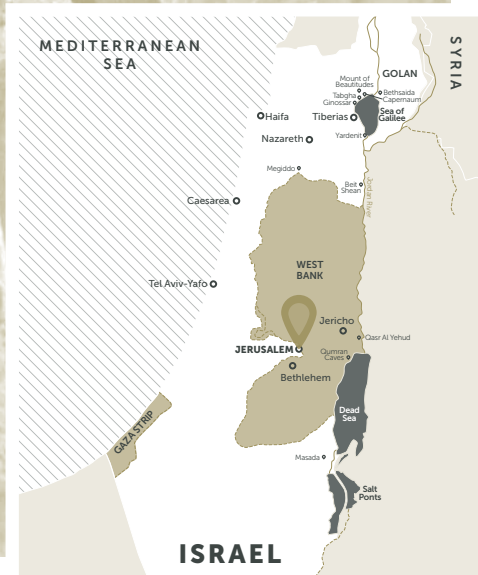 MEDITERRANEAN
SEA
SYRIA
GOLAN
Mount of
Beautitudes
Tabgha
Ginossar
Bethsaida
Capernaum
Haifa
Tiberias
Sea of
Galilee
Nazareth
Yardenit
Megiddo
Beit
Shean
Jordan River
Caesarea
WEST
BANK
Tel Aviv-Yafo
Jericho
JERUSALEM
Qasr Al Yehud
Qumran
Caves
Bethlehem
Dead
Sea
GAZA STRIP
Masada
Salt
Ponts
ISRAEL